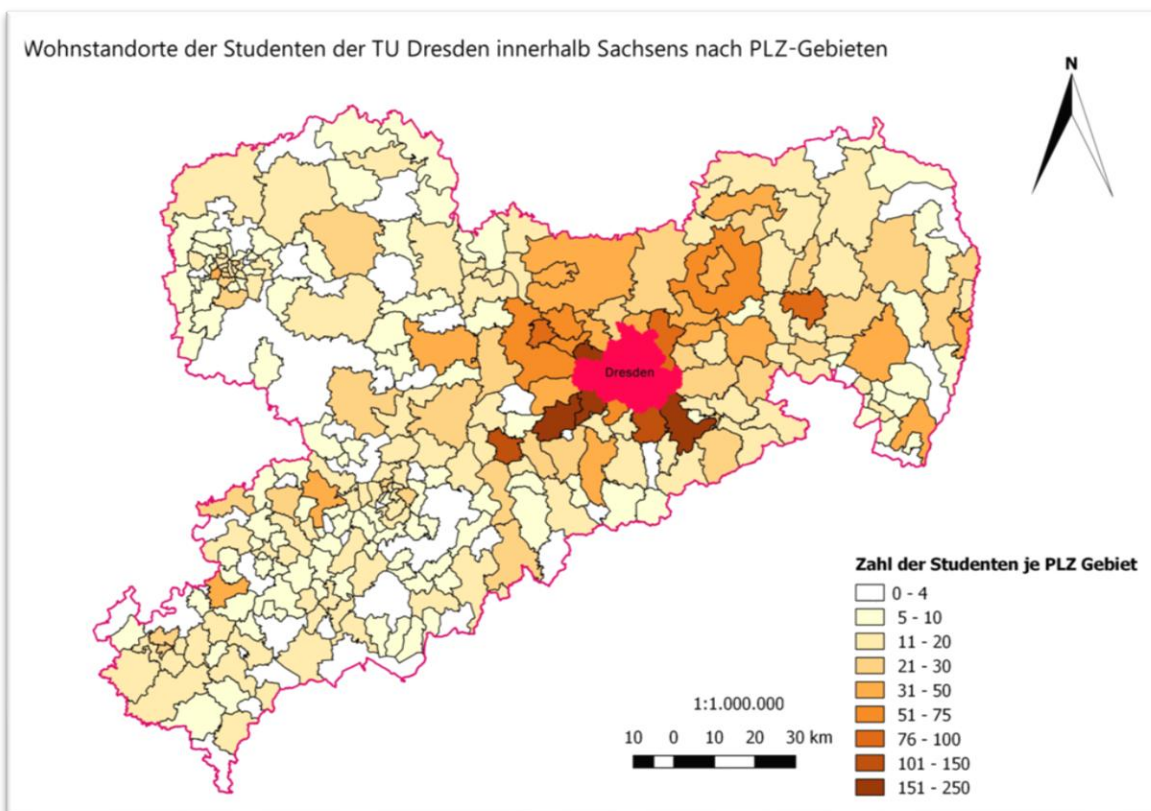 Wohnstandorte der Studenten der TU Dresden innerhalb Sachsens nach PLZ-Gebieten
N
Dresden
Zahl der Studenten je PLZ Gebiet
0 - 4
5 - 10
11 - 20
21 - 30
31 - 50
51 - 75
76 - 100
101 - 150
151 - 250
1:1.000.000
10 0 10 20 30 km